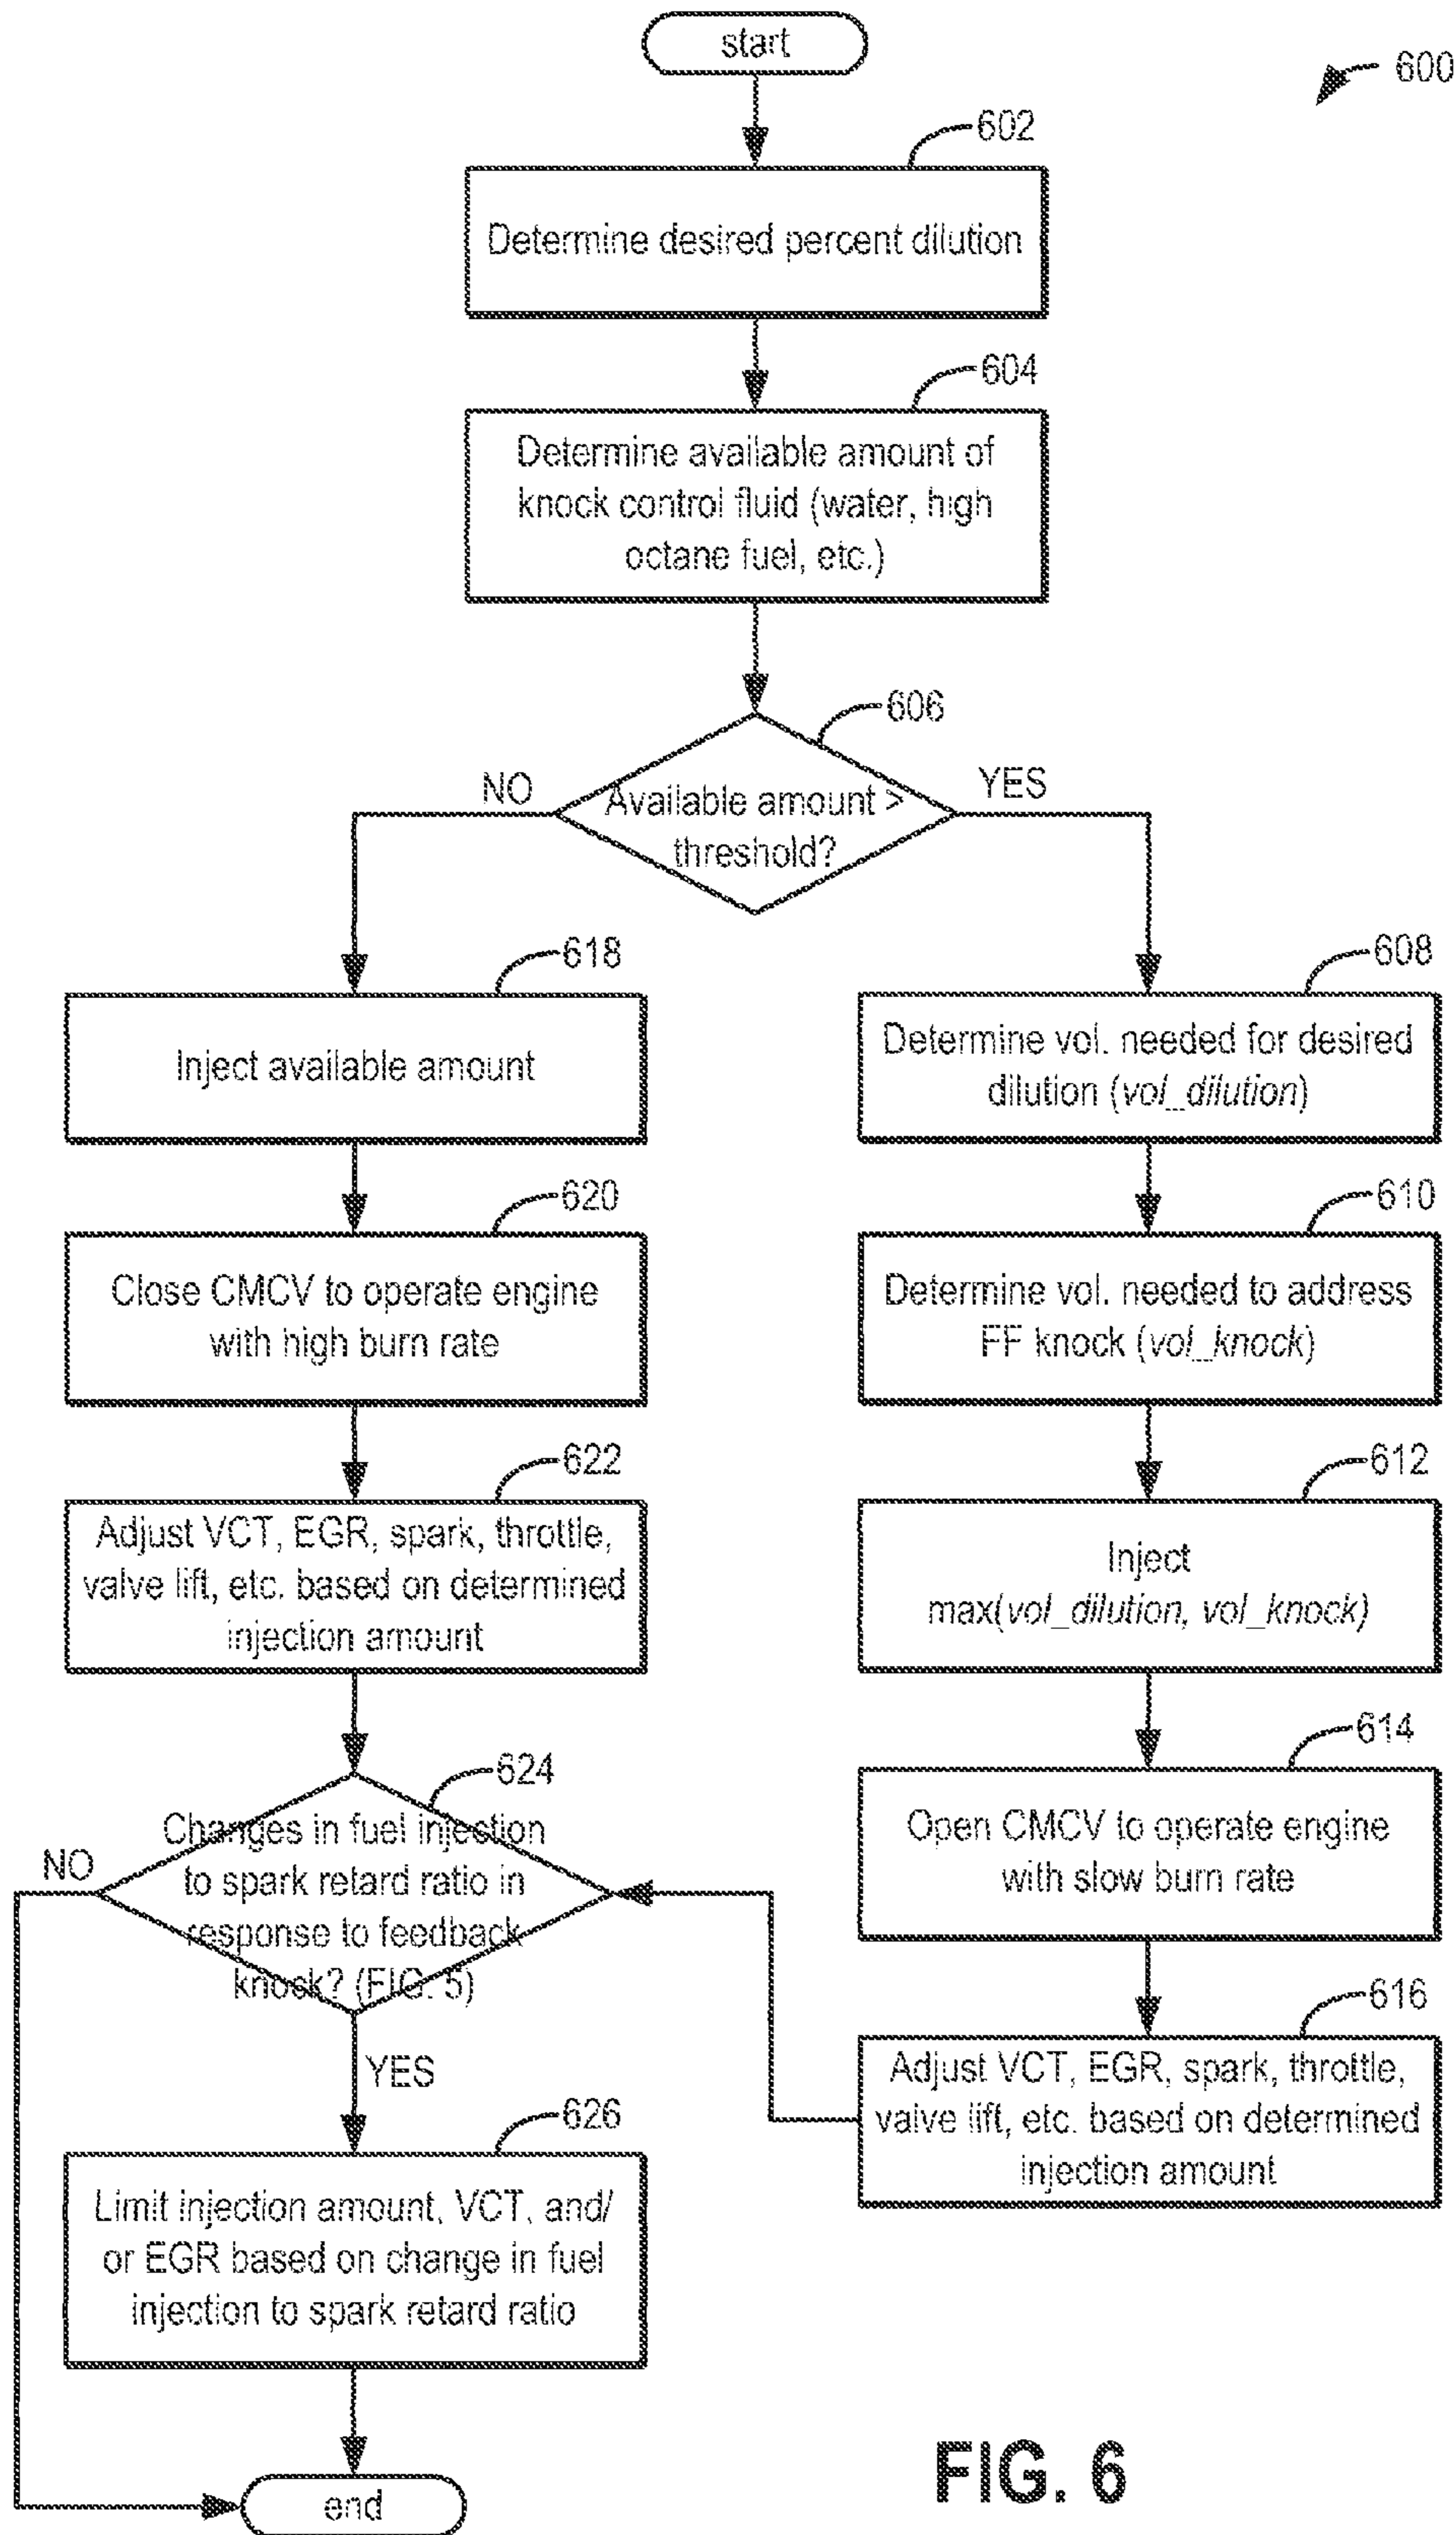 start
600
602
Determine desired percent dilution
604
Determine available amount of
knock control fluid (water, high
octane fuel, etc.)
606
NO
YES
Available amount >
threshold?
618
Inject available amount
620
Close CMCV to operate engine
with high burn rate
622
Adjust VCT, EGR, spark, throttle,
valve lift, etc. based on determined
injection amount
608
Determine vol. needed for desired
dilution (vol_dilution)
610
Determine vol. needed to address
FF knock (vol_knock)
612
Inject
max(vol_dilution, vol_knock)
614
Open CMCV to operate engine
with slow burn rate
616
Adjust VCT, EGR, spark, throttle,
valve lift, etc. based on determined
injection amount
624
Changes in fuel injection
to spark retard ratio in
response to feedback
knock? (FIG. 5)
NO
YES
626
Limit injection amount, VCT, and/
or EGR based on change in fuel
injection to spark retard ratio
end
FIG. 6